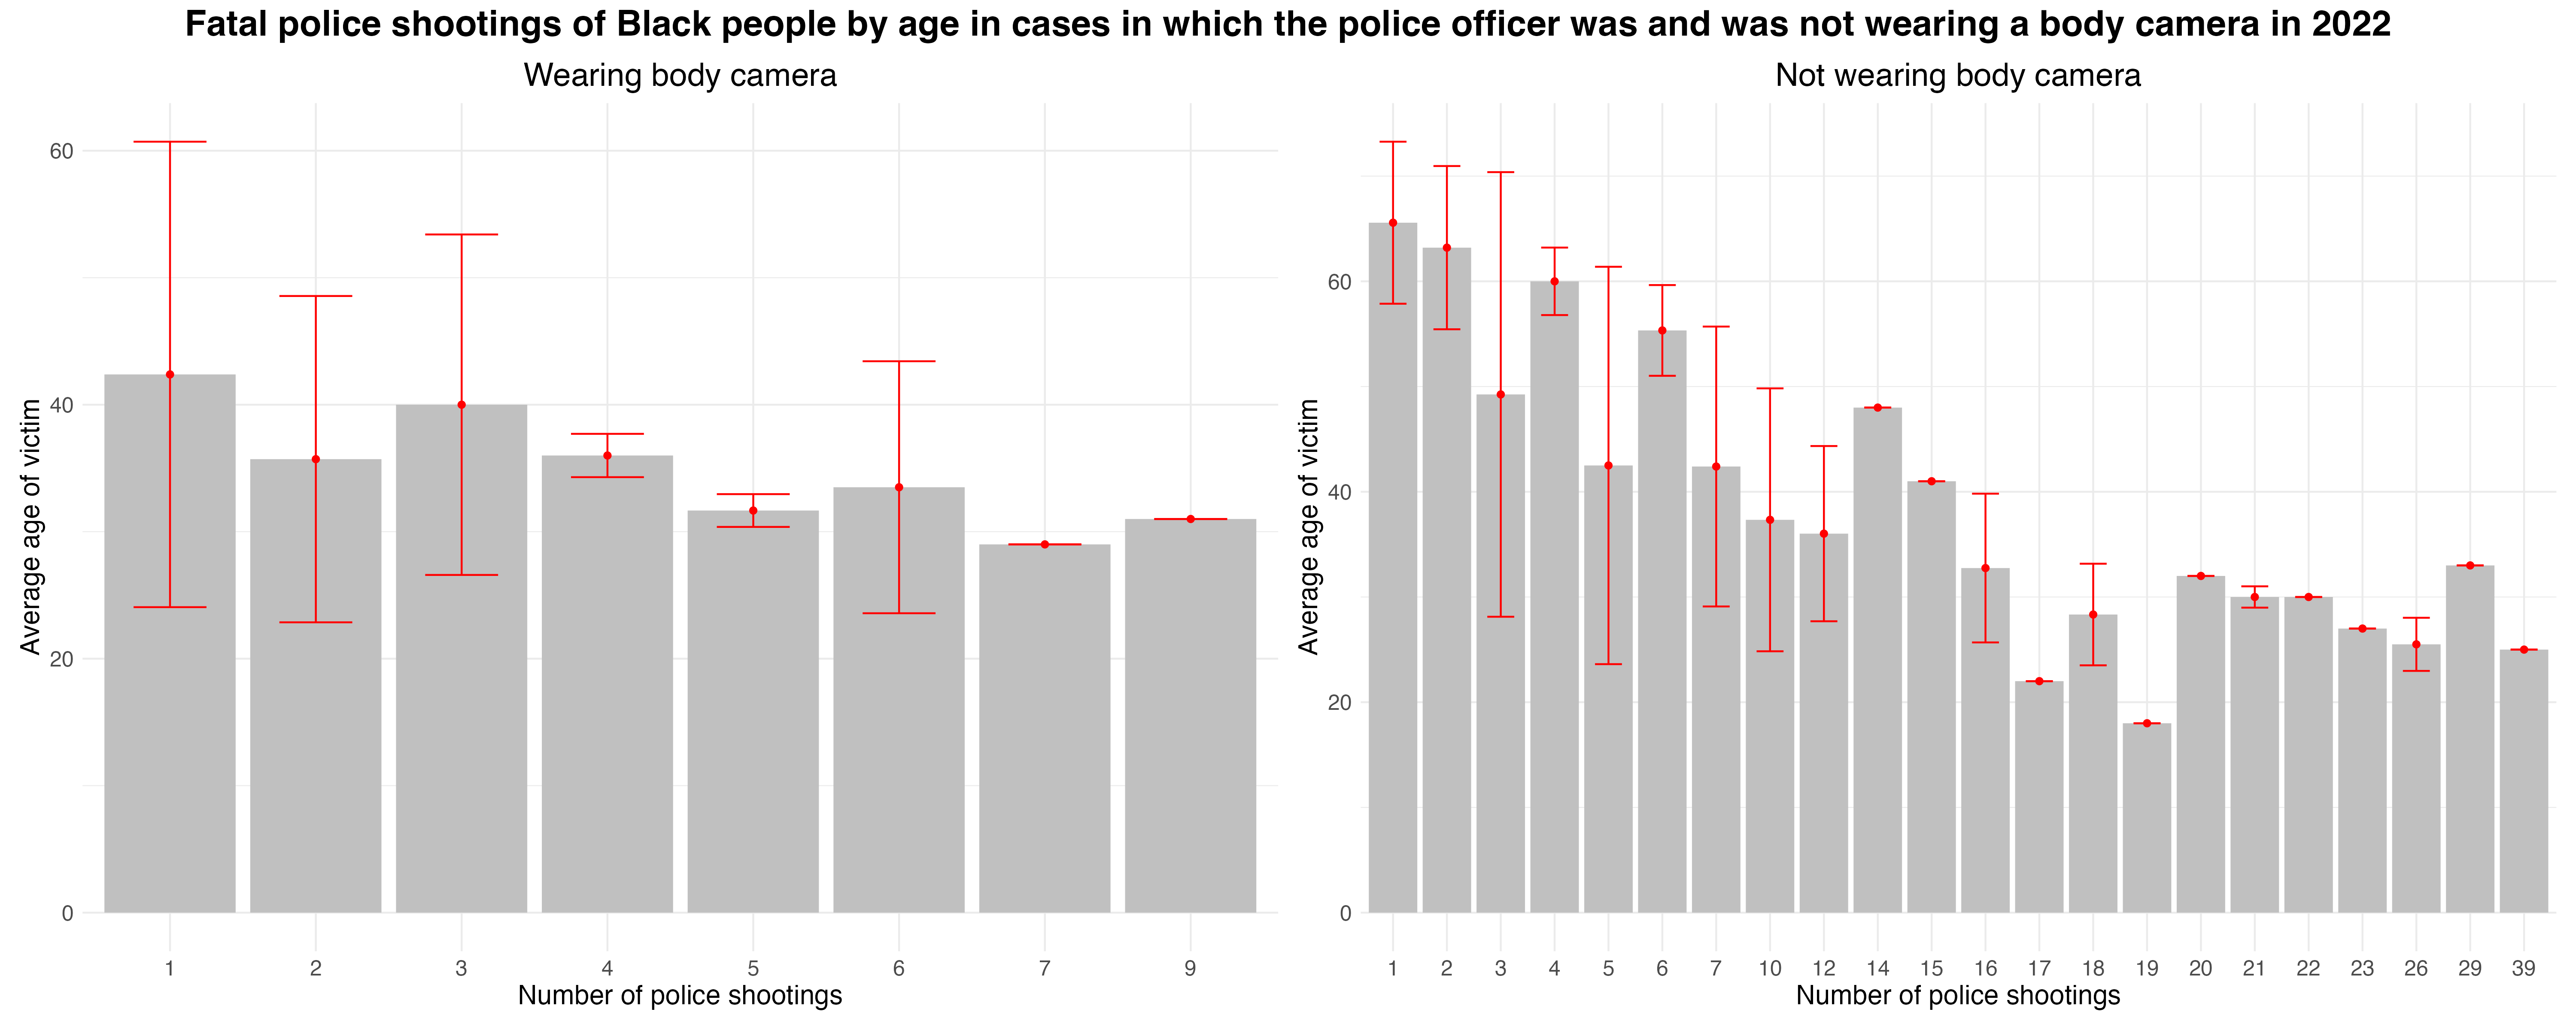 Fatal police shootings of Black people by age in cases in which the police officer was and was not wearing a body camera in 2022
Wearing body camera
Average age of victim
60
40
20
0
1 2 3 4 5 6 7 9
Number of police shootings
Not wearing body camera
Average age of victim
60
40
20
0
1 2 3 4 5 6 7 10 12 14 15 16 17 18 19 20 21 22 23 26 29 39
Number of police shootings